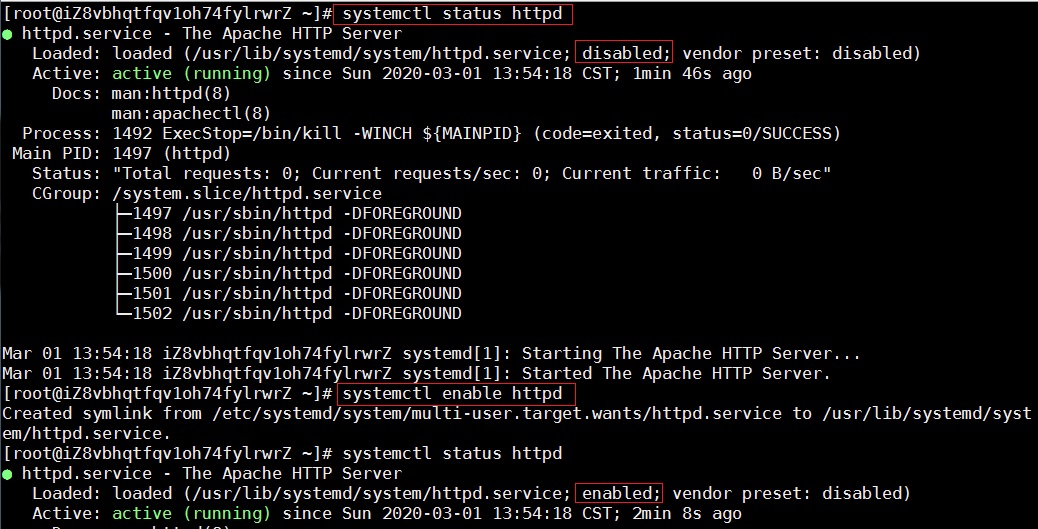 [root@iZ8vbhqtfqv1oh74fylrwrZ ~]# systemctl status httpd
● httpd.service - The Apache HTTP Server
   Loaded: loaded (/usr/lib/systemd/system/httpd.service; disabled; vendor preset: disabled)
   Active: active (running) since Sun 2020-03-01 13:54:18 CST; 1min 46s ago
     Docs: man:httpd(8)
           man:apachectl(8)
  Process: 1492 ExecStop=/bin/kill -WINCH ${MAINPID} (code=exited, status=0/SUCCESS)
 Main PID: 1497 (httpd)
   Status: "Total requests: 0; Current requests/sec: 0; Current traffic:   0 B/sec"
   CGroup: /system.slice/httpd.service
           ├─1497 /usr/sbin/httpd -DFOREGROUND
           ├─1498 /usr/sbin/httpd -DFOREGROUND
           ├─1499 /usr/sbin/httpd -DFOREGROUND
           ├─1500 /usr/sbin/httpd -DFOREGROUND
           ├─1501 /usr/sbin/httpd -DFOREGROUND
           └─1502 /usr/sbin/httpd -DFOREGROUND
Mar 01 13:54:18 iZ8vbhqtfqv1oh74fylrwrZ systemd[1]: Starting The Apache HTTP Server...
Mar 01 13:54:18 iZ8vbhqtfqv1oh74fylrwrZ systemd[1]: Started The Apache HTTP Server.
[root@iZ8vbhqtfqv1oh74fylrwrZ ~]# systemctl enable httpd
Created symlink from /etc/systemd/system/multi-user.target.wants/httpd.service to /usr/lib/systemd/syst
em/httpd.service.
[root@iZ8vbhqtfqv1oh74fylrwrZ ~]# systemctl status httpd
● httpd.service - The Apache HTTP Server
   Loaded: loaded (/usr/lib/systemd/system/httpd.service; enabled; vendor preset: disabled)
   Active: active (running) since Sun 2020-03-01 13:54:18 CST; 2min 8s ago